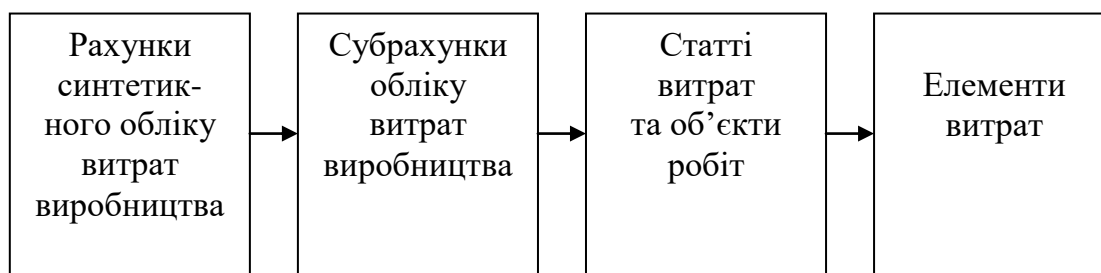 Рахунки
синтетик-
ного обліку
витрат
виробництва
Субрахунки
обліку
витрат
виробництва
Статті
витрат
та об’єкти
робіт
Елементи
витрат